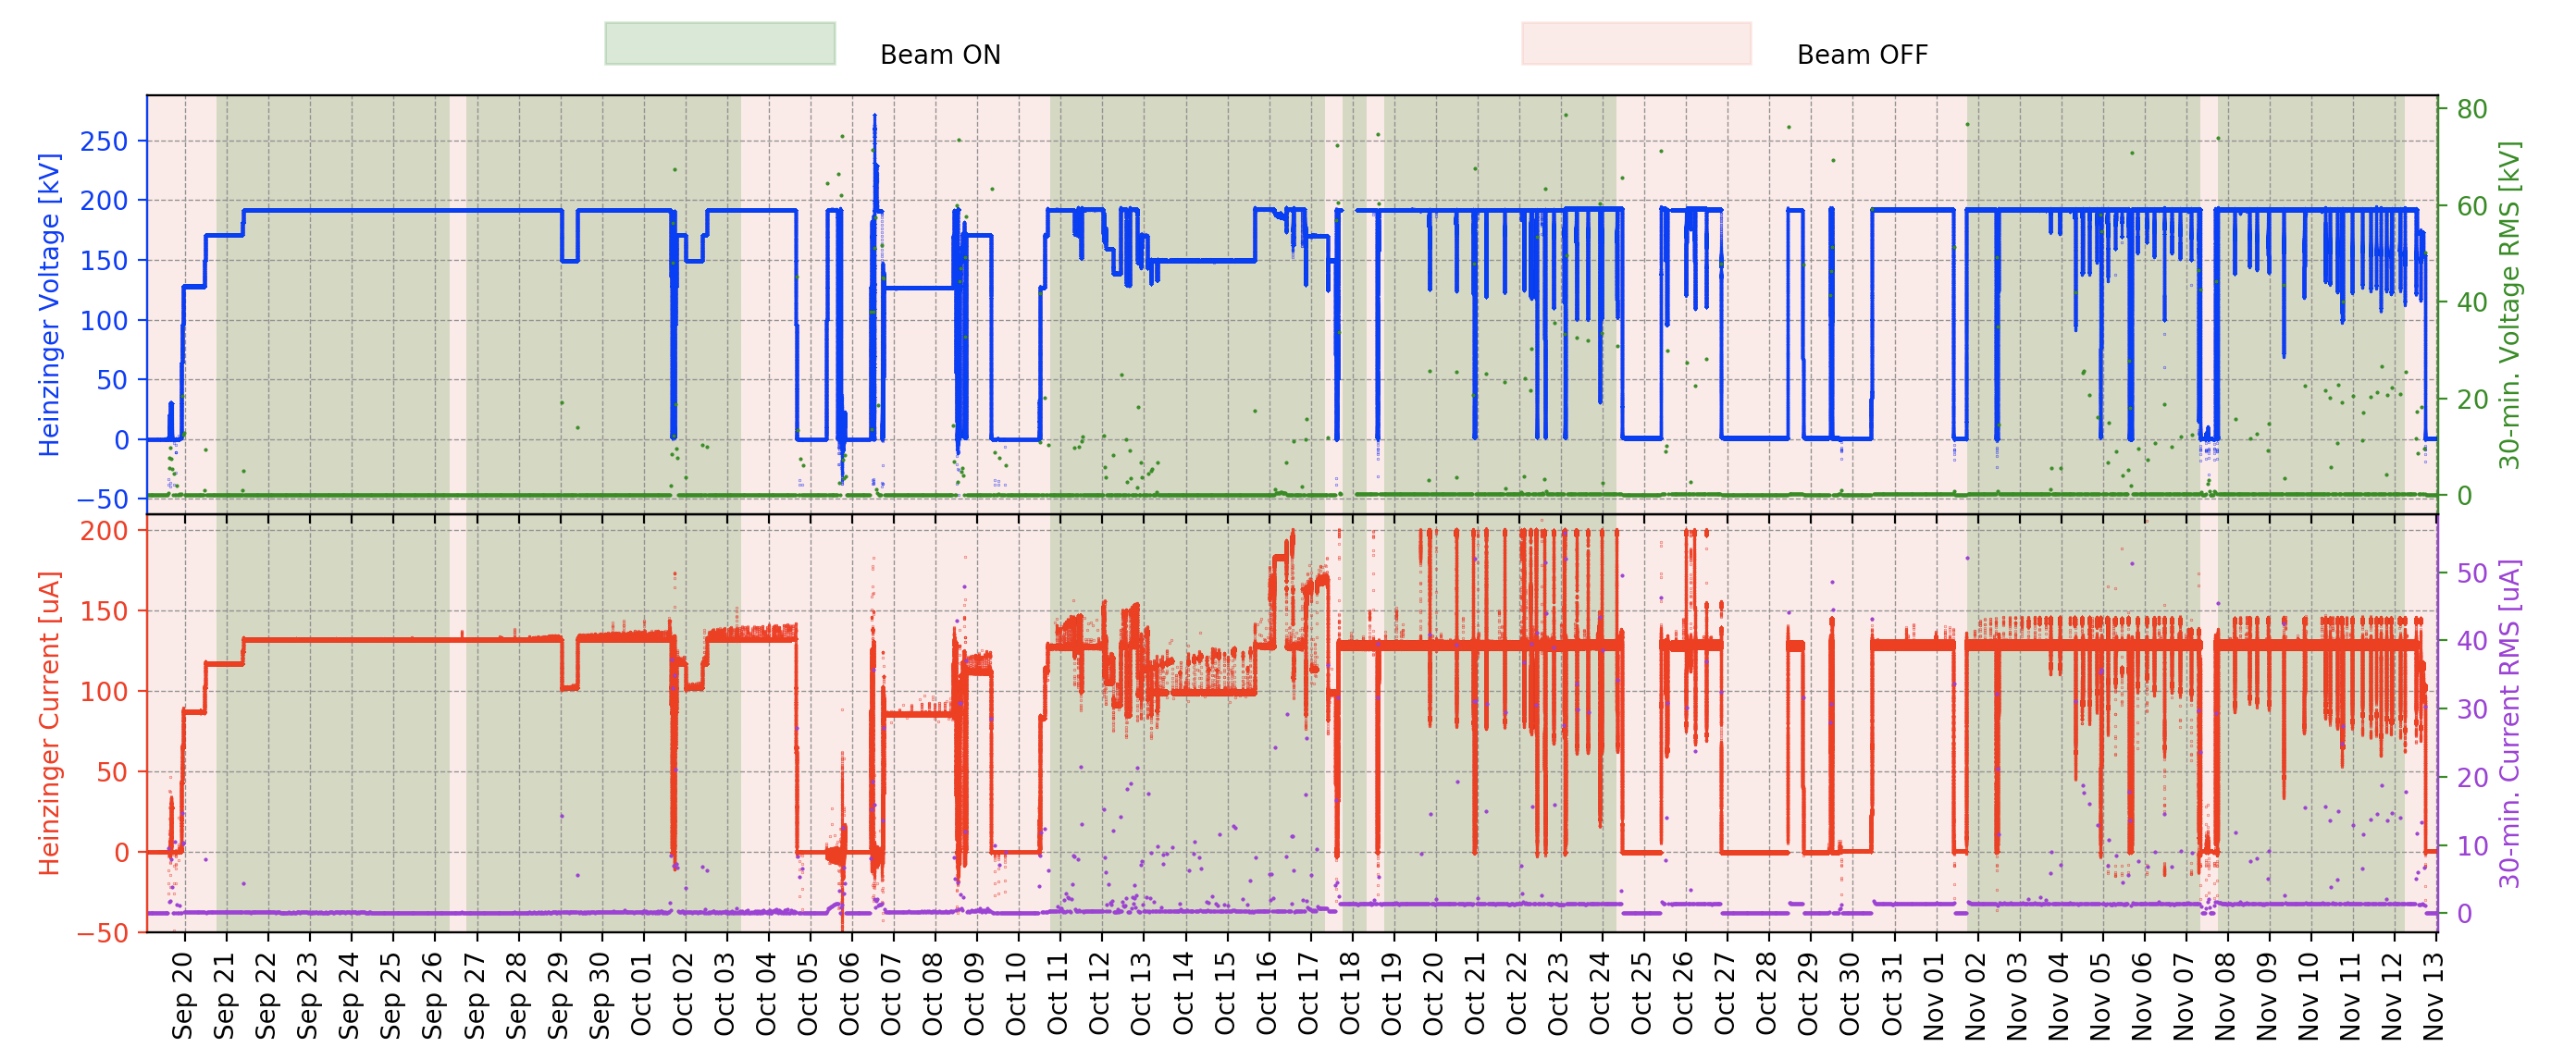 Beam ON
Beam OFF
Heinzinger Voltage [kV]
250
200
150
100
50
0
−50
80
60
40
20
0
30-min. Voltage RMS [kV]
Heinzinger Current [uA]
200
150
100
50
0
−50
50
40
30
20
10
0
30-min. Current RMS [uA]
Sep 20
Sep 21
Sep 22
Sep 23
Sep 24
Sep 25
Sep 26
Sep 27
Sep 28
Sep 29
Sep 30
Oct 01
Oct 02
Oct 03
Oct 04
Oct 05
Oct 06
Oct 07
Oct 08
Oct 09
Oct 10
Oct 11
Oct 12
Oct 13
Oct 14
Oct 15
Oct 16
Oct 17
Oct 18
Oct 19
Oct 20
Oct 21
Oct 22
Oct 23
Oct 24
Oct 25
Oct 26
Oct 27
Oct 28
Oct 29
Oct 30
Oct 31
Nov 01
Nov 02
Nov 03
Nov 04
Nov 05
Nov 06
Nov 07
Nov 08
Nov 09
Nov 10
Nov 11
Nov 12
Nov 13